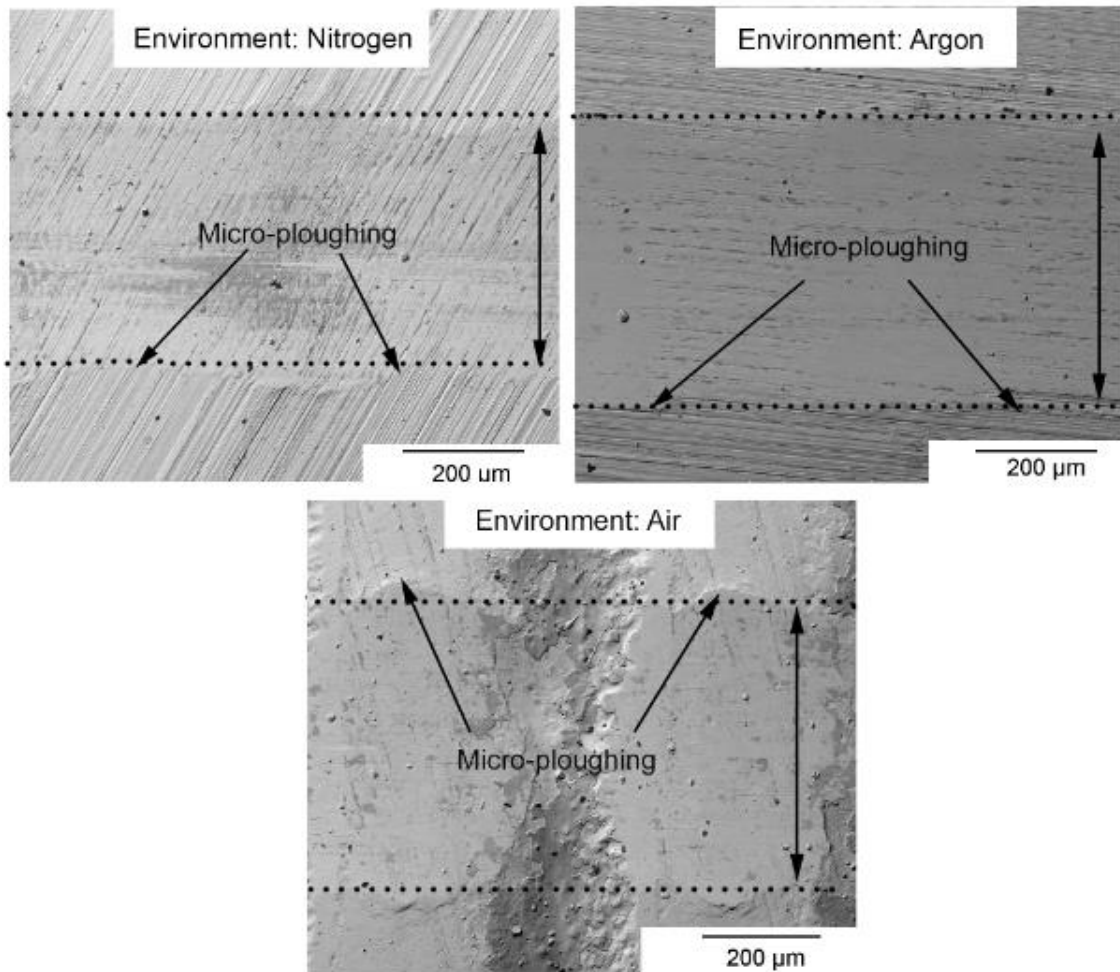 Environment: Nitrogen
Micro-ploughing
200 um
Environment: Argon
Micro-ploughing
200 µm
Environment: Air
Micro-ploughing
200 µm